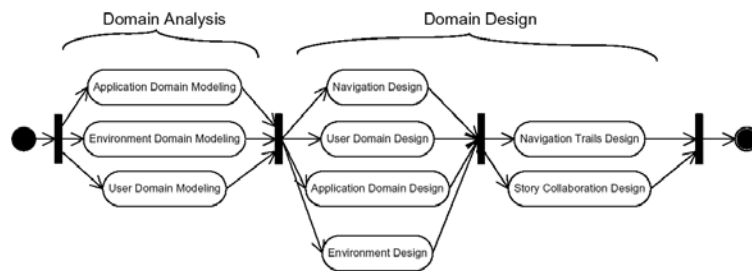 Domain Analysis
Domain Design
Application Domain Modeling
Environment Domain Modeling
User Domain Modeling
Navigation Design
User Domain Design
Application Domain Design
Environment Design
Navigation Trails Design
Story Collaboration Design